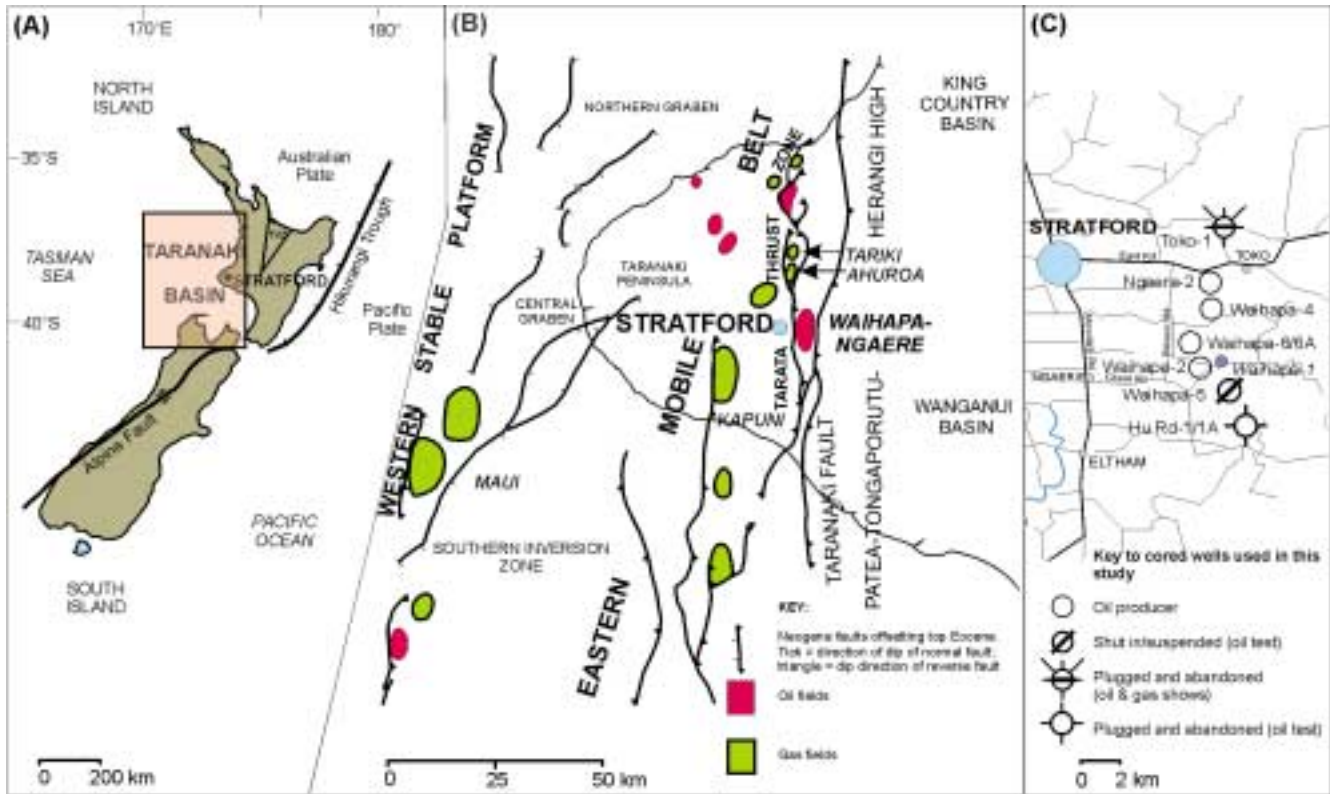 (A)
170°E
180°
NORTH
ISLAND
35°S
Australian
Plate
Hikurangi Trough
TASMAN
SEA
TARANAKI
BASIN
STRATFORD
40°S
Pacific
Plate
Alpine Fault
PACIFIC
OCEAN
SOUTH
ISLAND
0 200 km
(B)
NORTHERN GRABEN
KING
COUNTRY
BASIN
BELT
ZONE
HERANGI HIGH
WESTERN STABLE PLATFORM
THRUST
TARIKI
AHUROA
TARANAKI
PENINSULA
CENTRAL
GRABEN
STRATFORD
WAIHAPA-
NGAERE
TARATA
EASTERN MOBILE
KAPUNI
WANGANUI
BASIN
MAUI
TARANAKI FAULT
PATEA-TONGAPORUTU-
SOUTHERN INVERSION
ZONE
KEY:
Neogene faults offsetting top Eocene.
Tick = direction of dip of normal fault;
triangle = dip direction of reverse fault
Oil fields
Gas fields
0 25 50 km
(C)
STRATFORD
Toko-1
TOKO
Ngaere-2
Waihapa-4
Waihapa-6/6A
Waihapa-2
Waihapa-1
NGAERE
Waihapa-5
Hu Rd-1/1A
ELTHAM
Key to cored wells used in this
study
Oil producer
Shut in/suspended (oil test)
Plugged and abandoned
(oil & gas shows)
Plugged and abandoned (oil test)
0 2 km